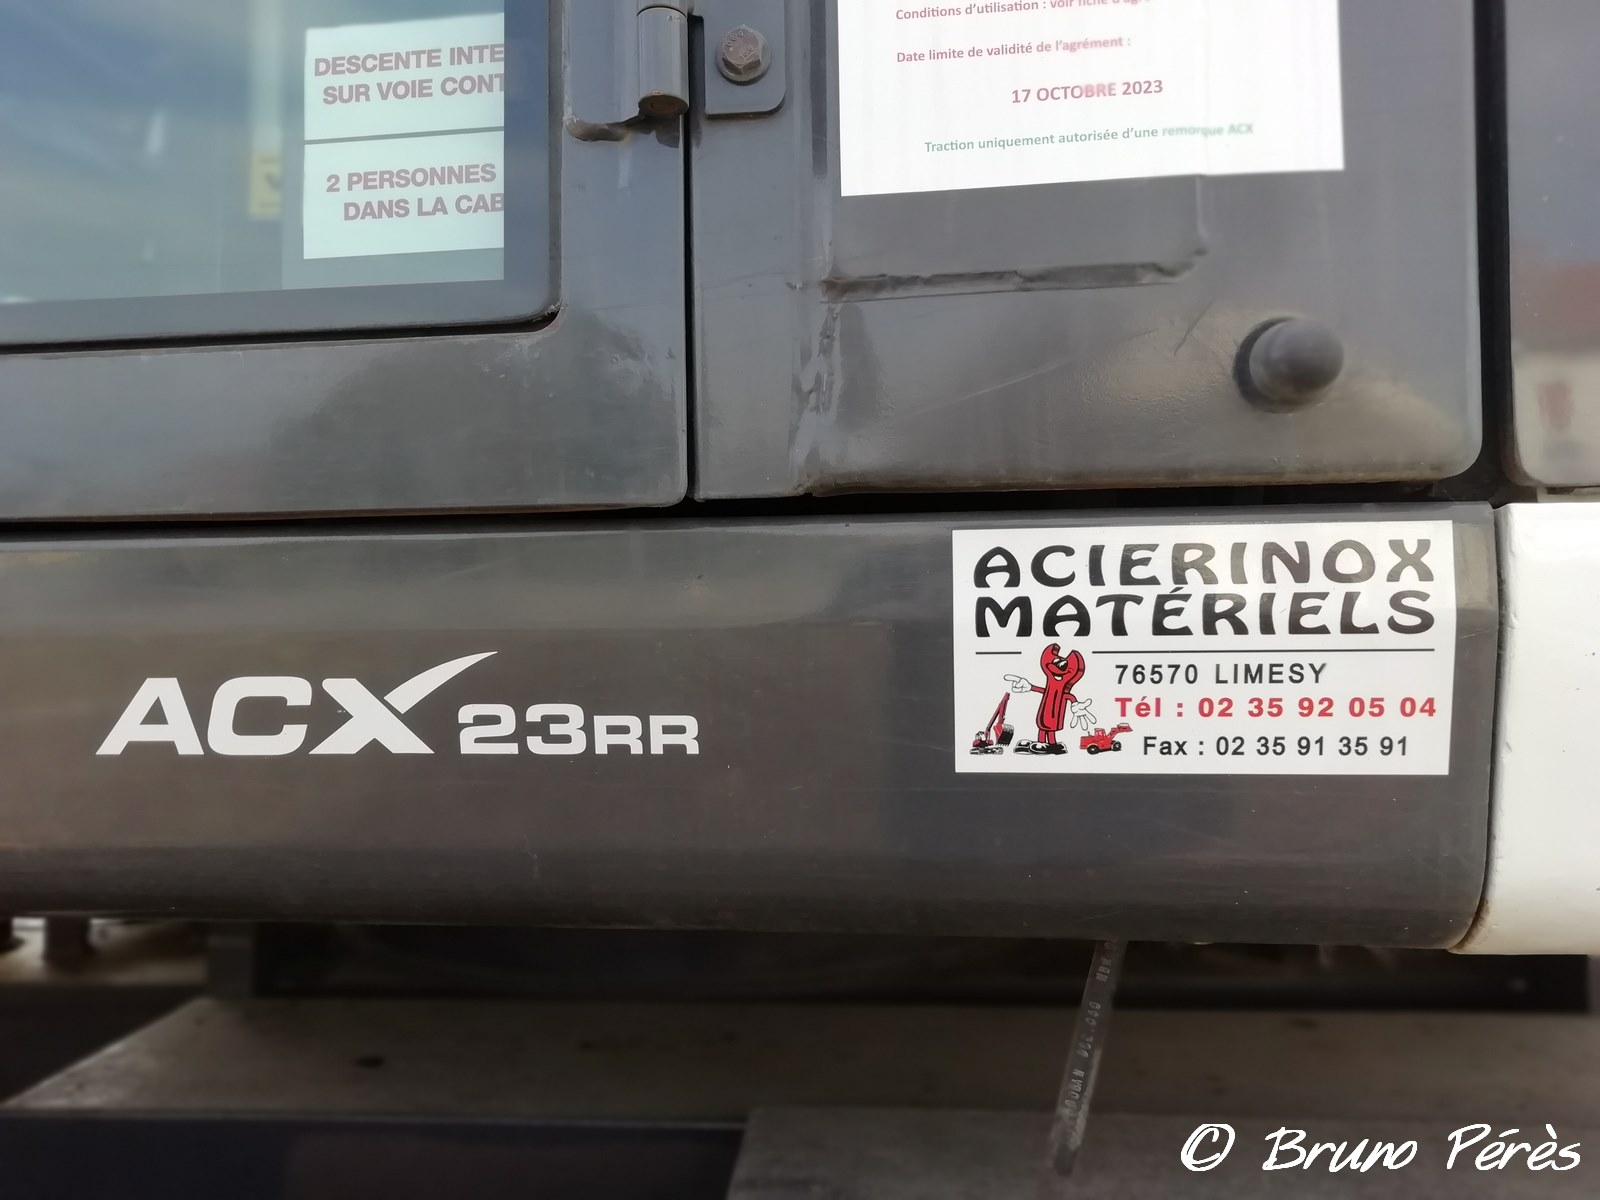 DESCENTE INTE
SUR VOIE CONT
2 PERSONNES
DANS LA CAB
Conditions d'utilisation : voir fiche d'agré
Date limite de validité de l'agrément :
17 OCTOBRE 2023
Traction uniquement autorisée d'une remorque ACX
ACX 23RR
ACIERINOX
MATÉRIELS
76570 LIMESY
Tél : 02 35 92 05 04
Fax : 02 35 91 35 91
© Bruno Pérès